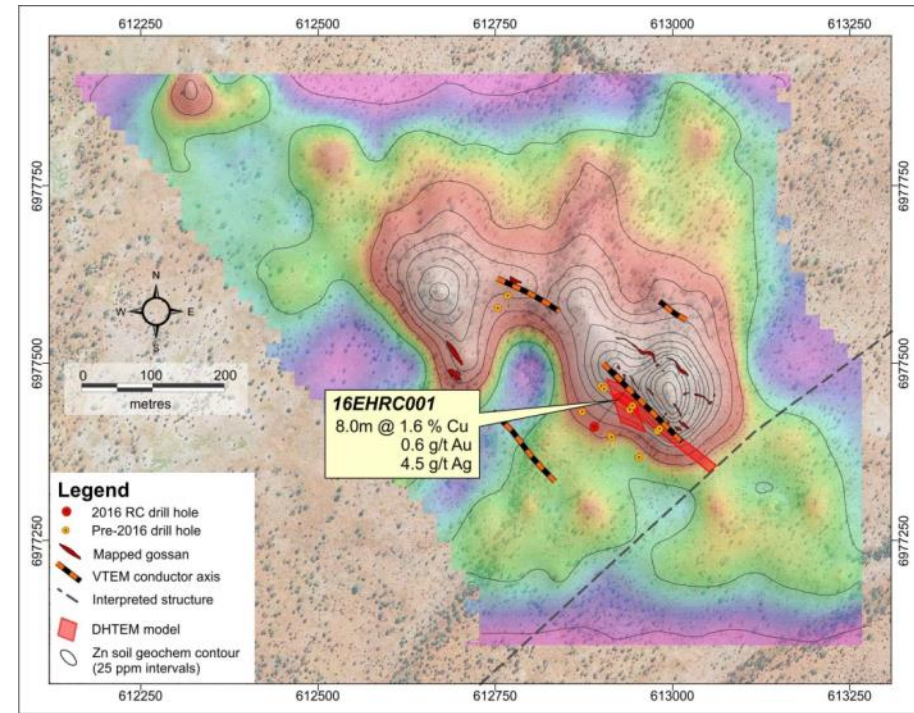 612250 612500 612750 613000 613250
6977750
6977750
N
W E
S
6977500
6977500
0 100 200
metres
16EHRC001
8.0m @ 1.6 % Cu
0.6 g/t Au
4.5 g/t Ag
Legend
2016 RC drill hole
Pre-2016 drill hole
Mapped gossan
VTEM conductor axis
Interpreted structure
DHTEM model
Zn soil geochem contour
(25 ppm intervals)
6977250
6977250
612250 612500 612750 613000 613250